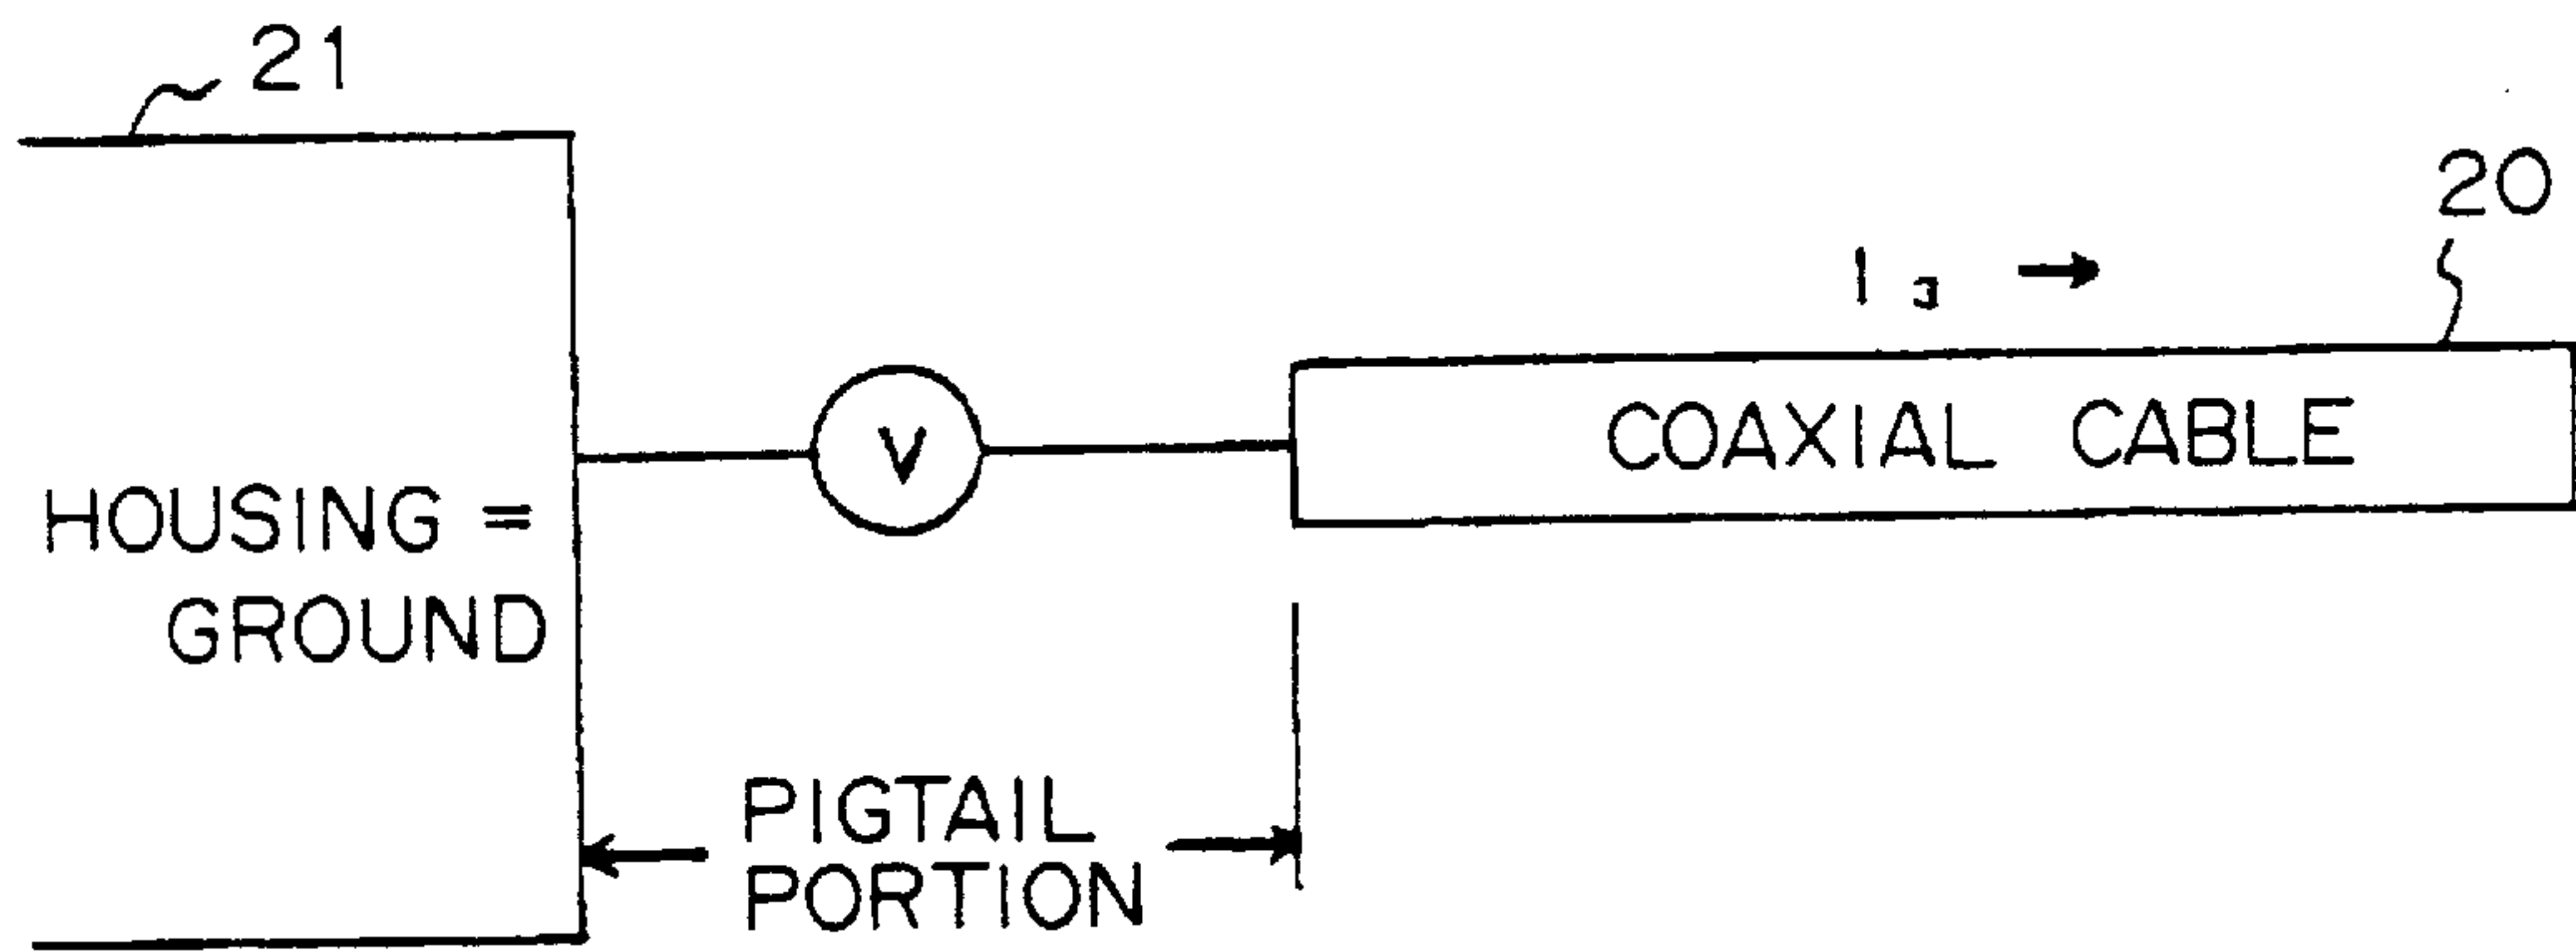 21
20
I₃ →
V
COAXIAL CABLE
HOUSING =
GROUND
PIGTAIL
PORTION